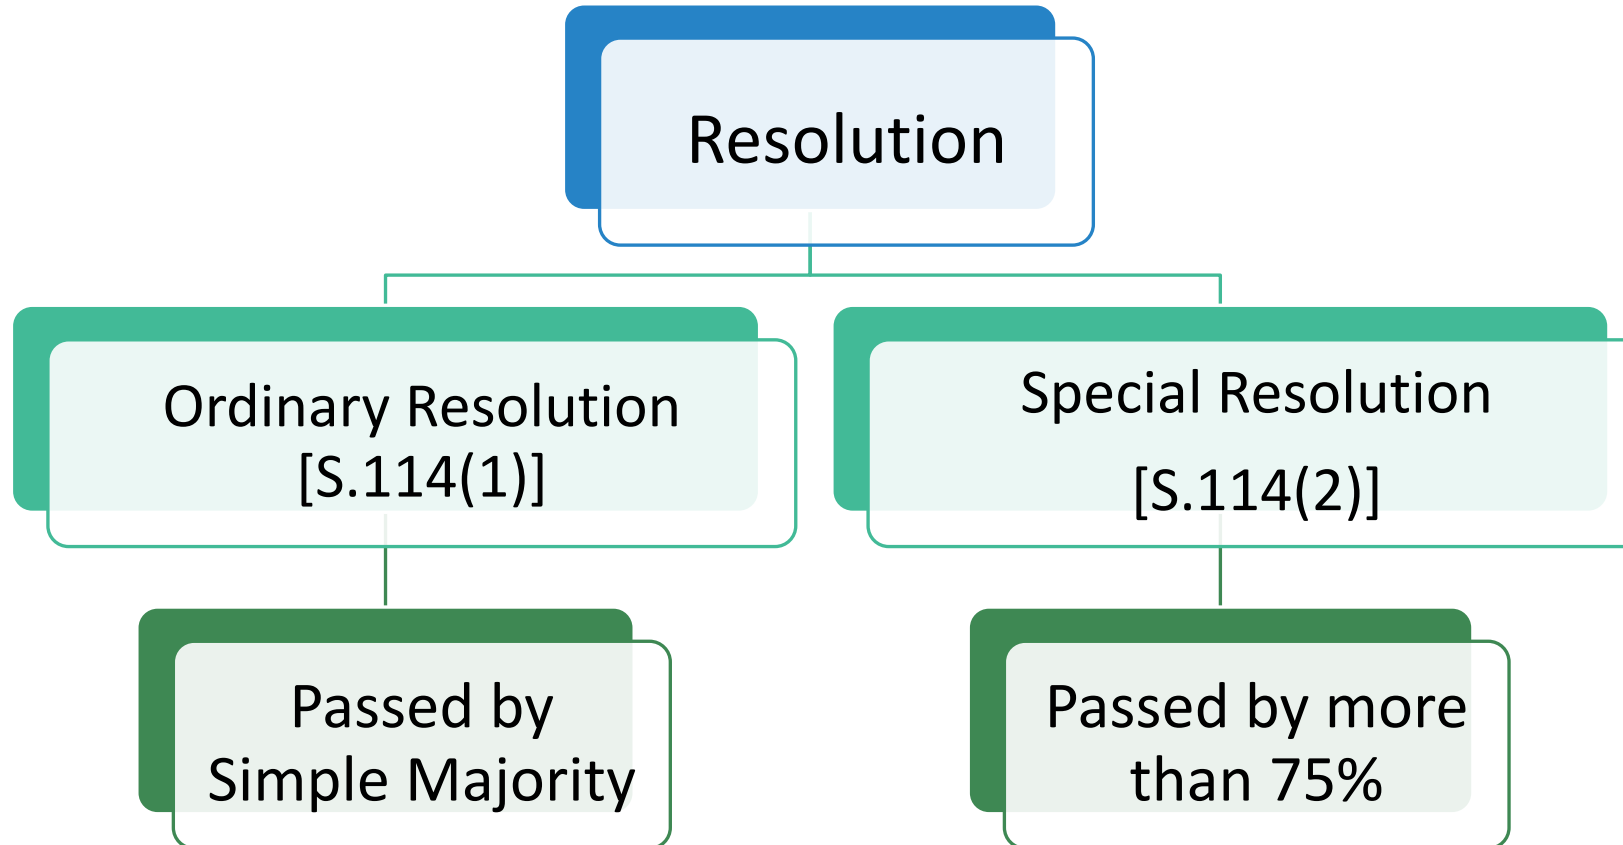 Resolution
Ordinary Resolution
[S.114(1)]
Special Resolution
[S.114(2)]
Passed by
Simple Majority
Passed by more
than 75%